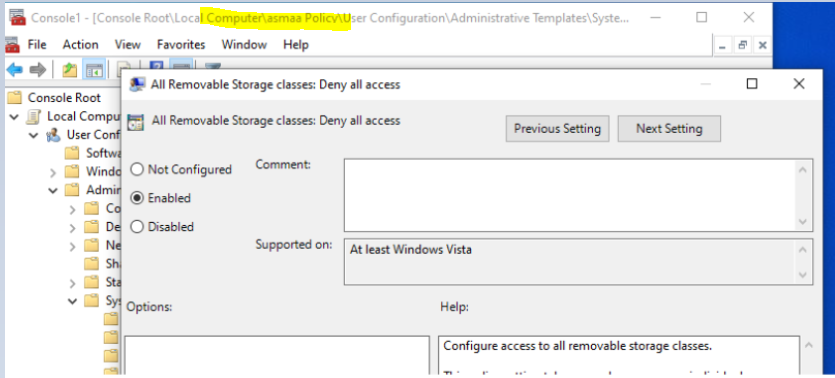 Console1 - [Console Root\Local Computer\asmaa Policy\User Configuration\Administrative Templates\Syste...
File Action View Favorites Window Help
All Removable Storage classes: Deny all access
Console Root
All Removable Storage classes: Deny all access
Previous Setting
Next Setting
Local Compu
User Conf
Softwa
Windo
Admir
Co
De
Ne
Sh
Sta
Sys
Not Configured
Enabled
Disabled
Comment:
Supported on:
At least Windows Vista
Options:
Help:
Configure access to all removable storage classes.